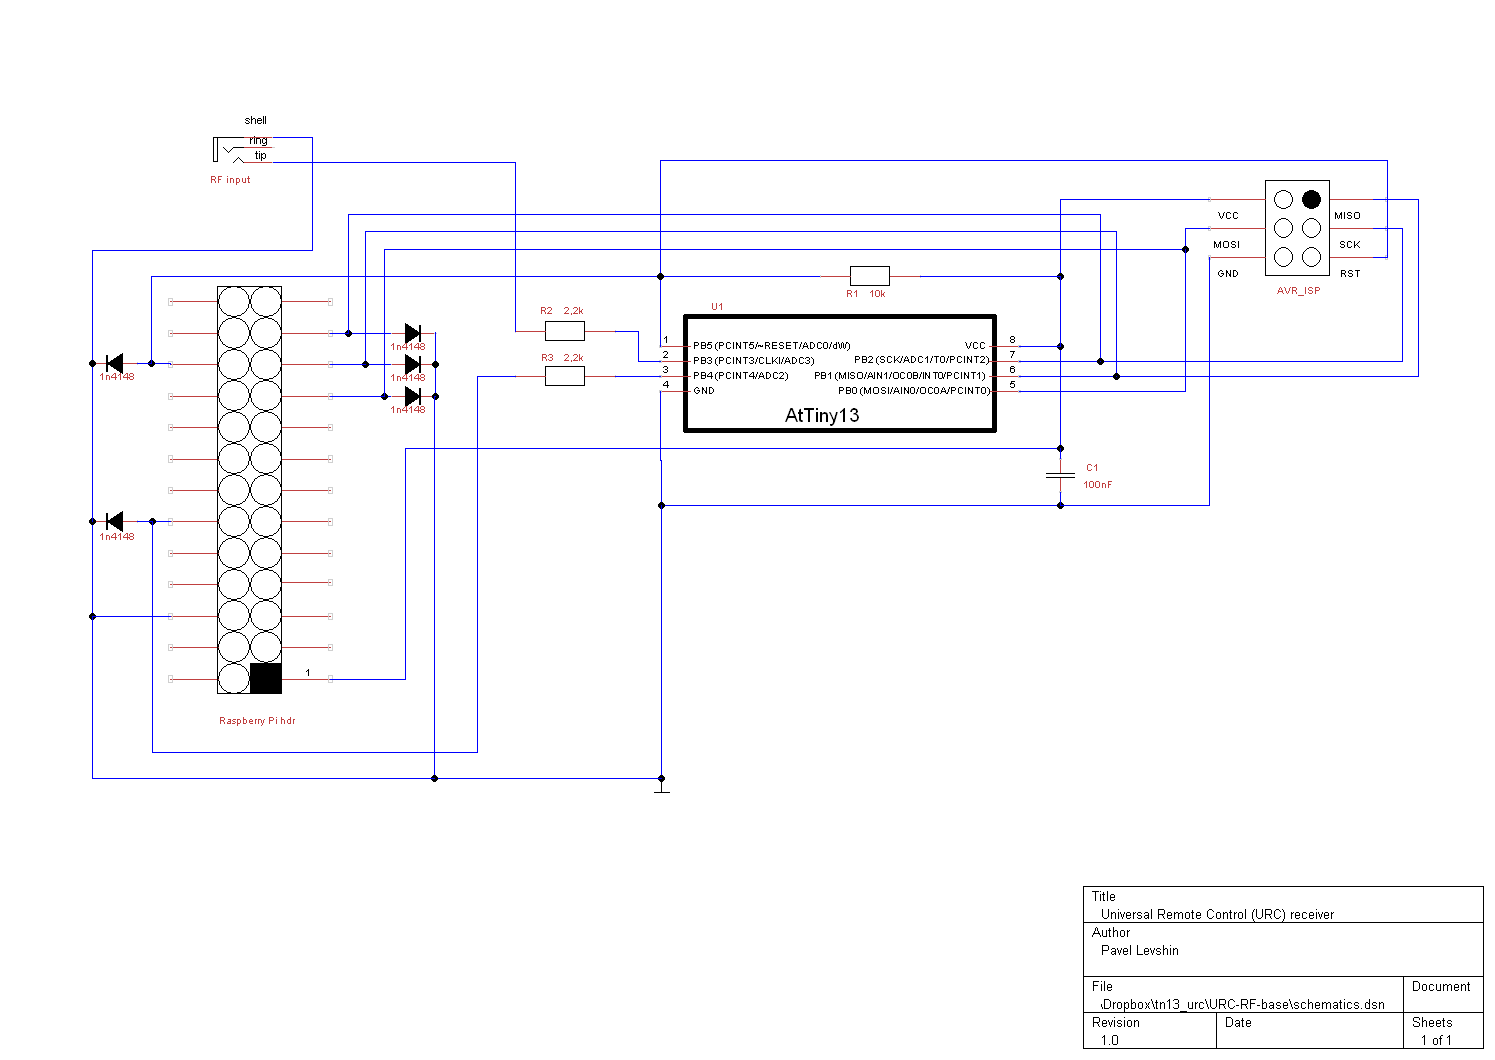 shell
ring
tip
RF input
VCC
MISO
MOSI
SCK
GND
RST
AVR_ISP
R1 10k
U1
R2 2,2k
R3 2,2k
1n4148
1n4148
1n4148
1n4148
1 PB5(PCINT5/~RESET/ADC0/dW) VCC 8
2 PB3(PCINT3/CLKI/ADC3) PB2(SCK/ADC1/T0/PCINT2) 7
3 PB4(PCINT4/ADC2) PB1(MISO/AIN1/OC0B/INT0/PCINT1) 6
4 GND PB0(MOSI/AIN0/OC0A/PCINT0) 5
AtTiny13
C1
100nF
1n4148
1
Raspberry Pi hdr
Title
Universal Remote Control (URC) receiver
Author
Pavel Levshin
File Document
\Dropbox\tn13_urc\URC-RF-base\schematics.dsn
Revision Date Sheets
1.0 1 of 1